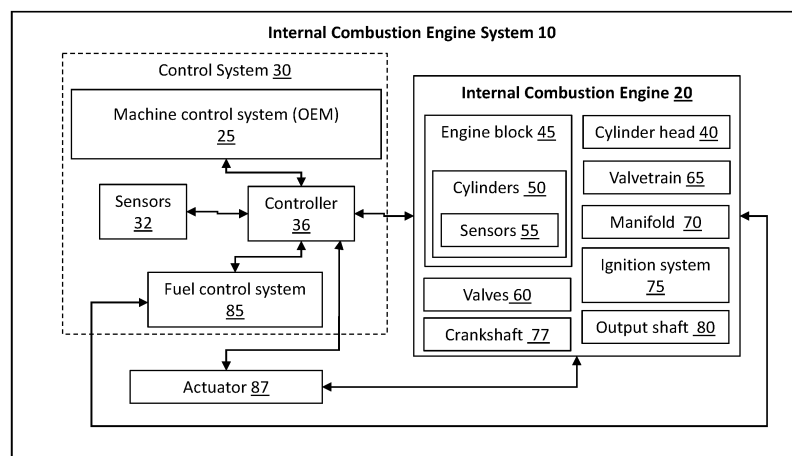 Internal Combustion Engine System 10
Control System 30
Machine control system (OEM)
25
Sensors
32
Controller
36
Fuel control system
85
Actuator 87
Internal Combustion Engine 20
Engine block 45
Cylinders 50
Sensors 55
Valves 60
Crankshaft 77
Cylinder head 40
Valvetrain 65
Manifold 70
Ignition system
75
Output shaft 80